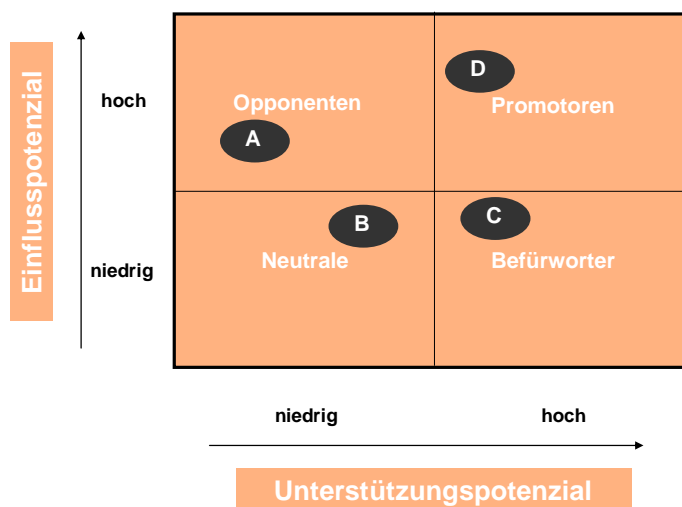 Einflusspotenzial
hoch
niedrig
Opponenten
A
D
Promotoren
B
Neutrale
C
Befürworter
niedrig
hoch
Unterstützungspotenzial